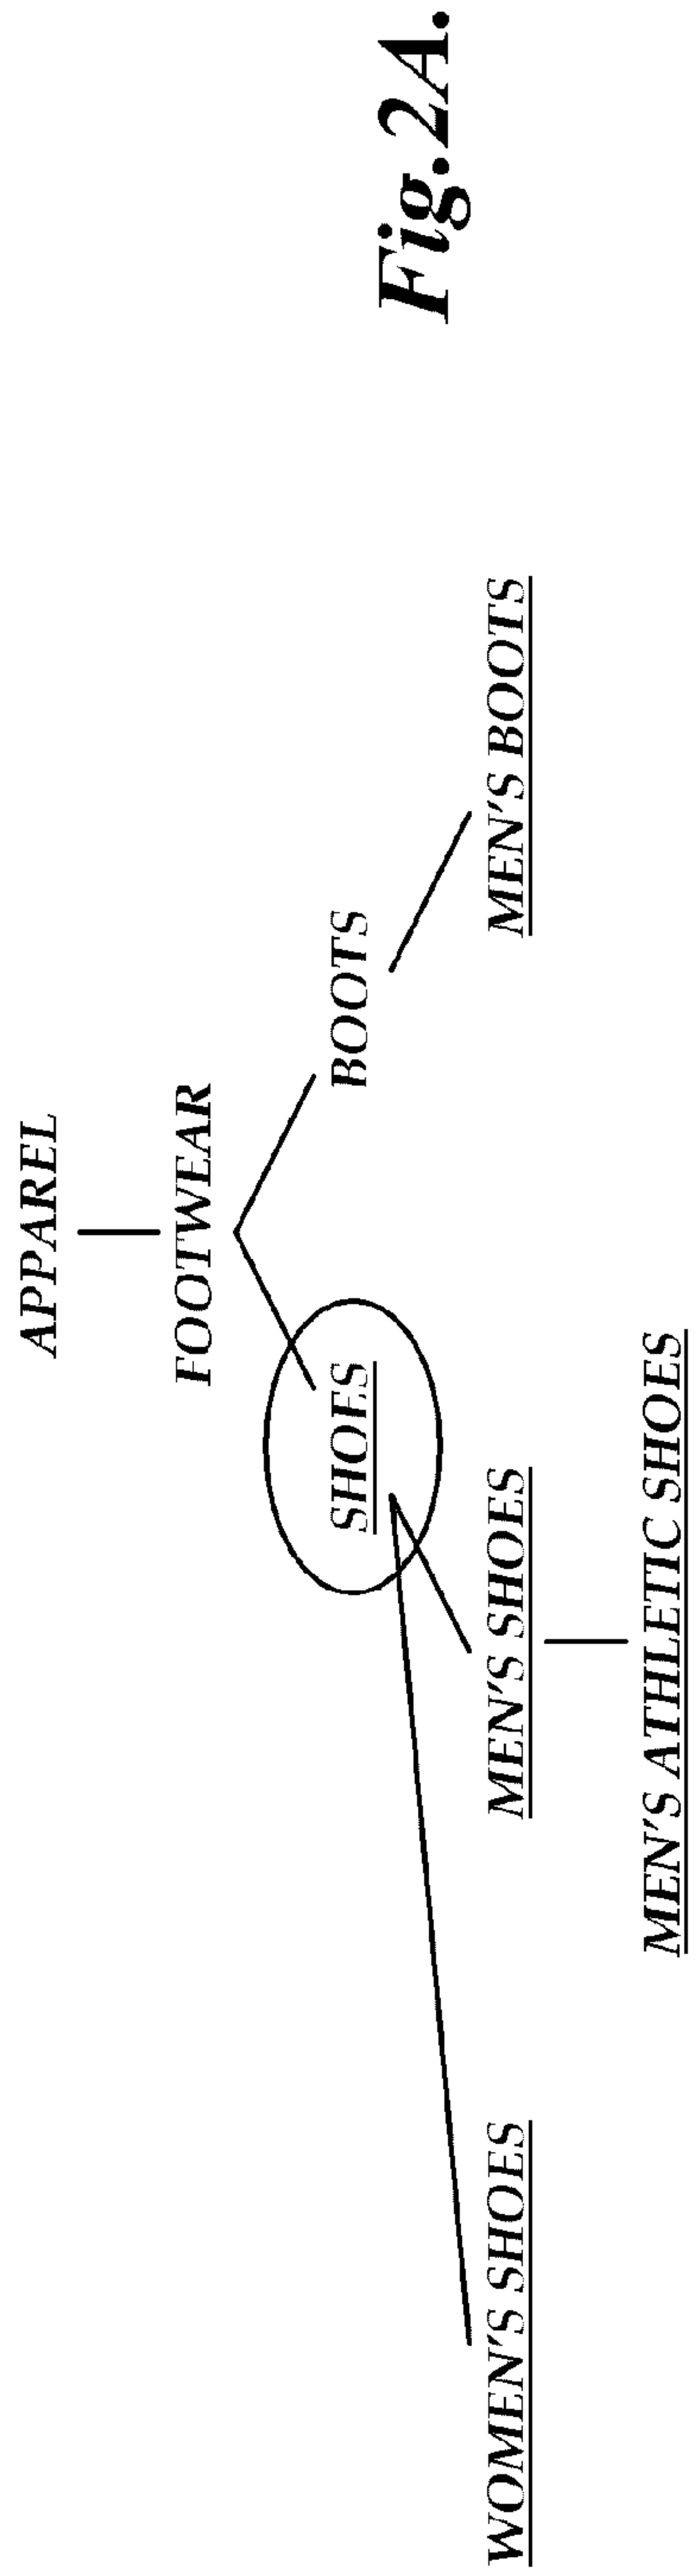 APPAREL
FOOTWEAR
SHOES
BOOTS
WOMEN'S SHOES
MEN'S SHOES
MEN'S BOOTS
MEN'S ATHLETIC SHOES
Fig.2A.